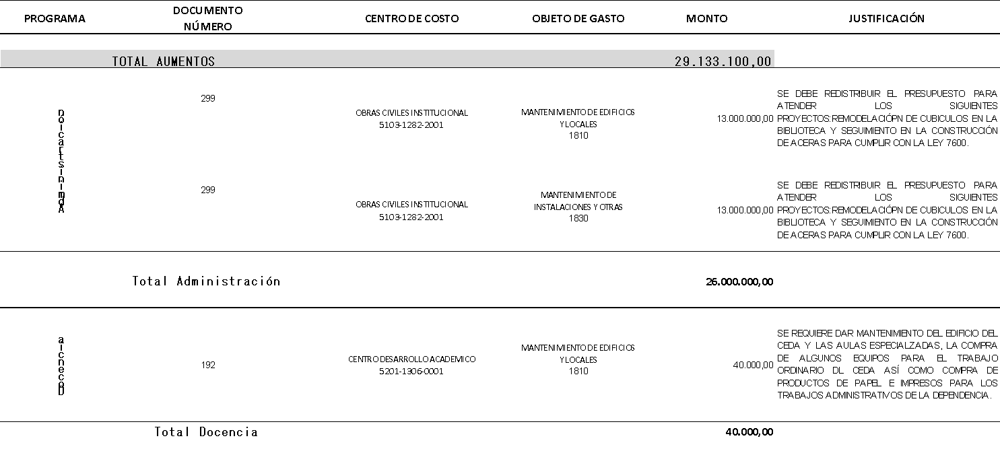 PROGRAMA DOCUMENTO NÚMERO CENTRO DE COSTO OBJETO DE GASTO MONTO JUSTIFICACIÓN
TOTAL AUMENTOS 29.133.100,00
Administracion
299
OBRAS CIVILES INSTITUCIONAL
5103-1282-2001
MANTENIMIENTO DE EDIFICIOS
Y LOCALES
1810
13.000.000,00
SE DEBE REDISTRIBUIR EL PRESUPUESTO PARA
ATENDER LOS SIGUIENTES
PROYECTOS:REMODELACIÓPN DE CUBICULOS EN LA
BIBLIOTECA Y SEGUIMIENTO EN LA CONSTRUCCIÓN
DE ACERAS PARA CUMPLIR CON LA LEY 7600.
299
OBRAS CIVILES INSTITUCIONAL
5103-1282-2001
MANTENIMIENTO DE
INSTALACIONES Y OTRAS
1830
13.000.000,00
SE DEBE REDISTRIBUIR EL PRESUPUESTO PARA
ATENDER LOS SIGUIENTES
PROYECTOS:REMODELACIÓPN DE CUBICULOS EN LA
BIBLIOTECA Y SEGUIMIENTO EN LA CONSTRUCCIÓN
DE ACERAS PARA CUMPLIR CON LA LEY 7600.
Total Administración 26.000.000,00
Docencia
192
CENTRO DESARROLLO ACADEMICO
5201-1306-0001
MANTENIMIENTO DE EDIFICIOS
Y LOCALES
1810
40.000,00
SE REQUIERE DAR MANTENIMIENTO DEL EDIFICIO DEL
CEDA Y LAS AULAS ESPECIALZADAS, LA COMPRA
DE ALGUNOS EQUIPOS PARA EL TRABAJO
ORDINARIO DL CEDA ASÍ COMO COMPRA DE
PRODUCTOS DE PAPEL E IMPRESOS PARA LOS
TRABAJOS ADMINISTRATIVOS DE LA DEPENDENCIA.
Total Docencia 40.000,00